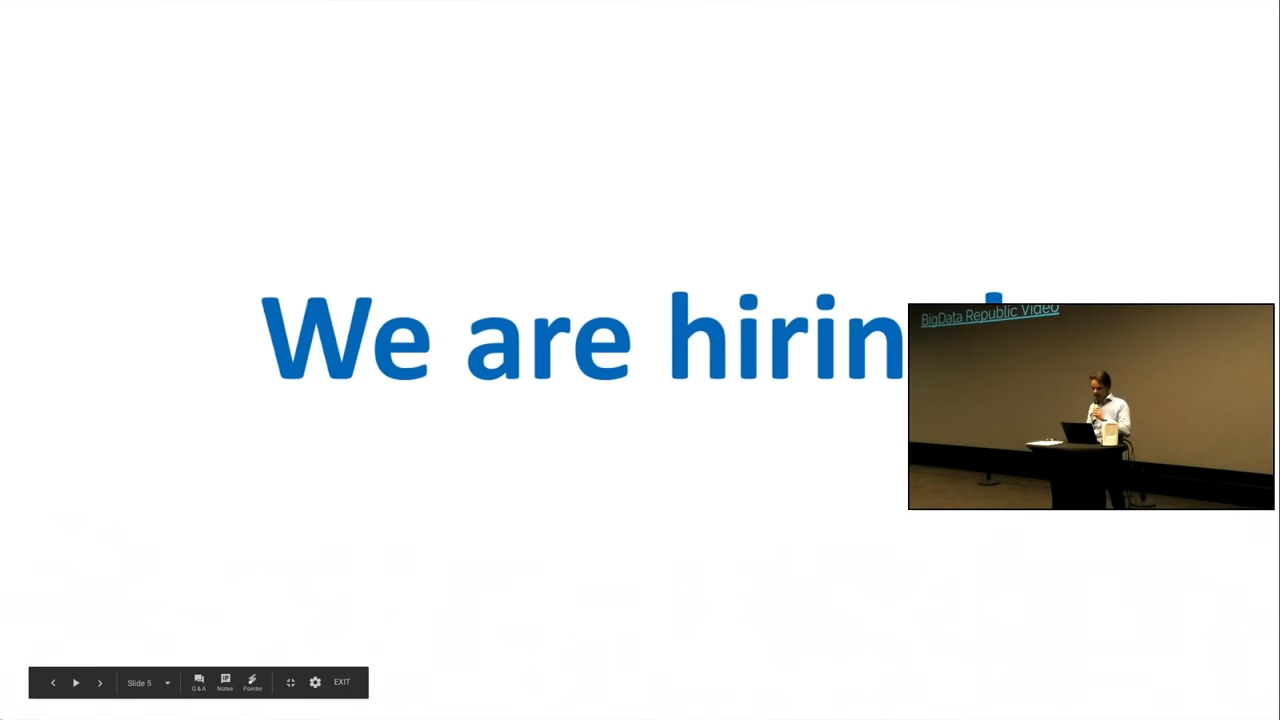 We are hirin
BigData Republic Video
Slide 5
Q & A
Notes
Pointer
EXIT